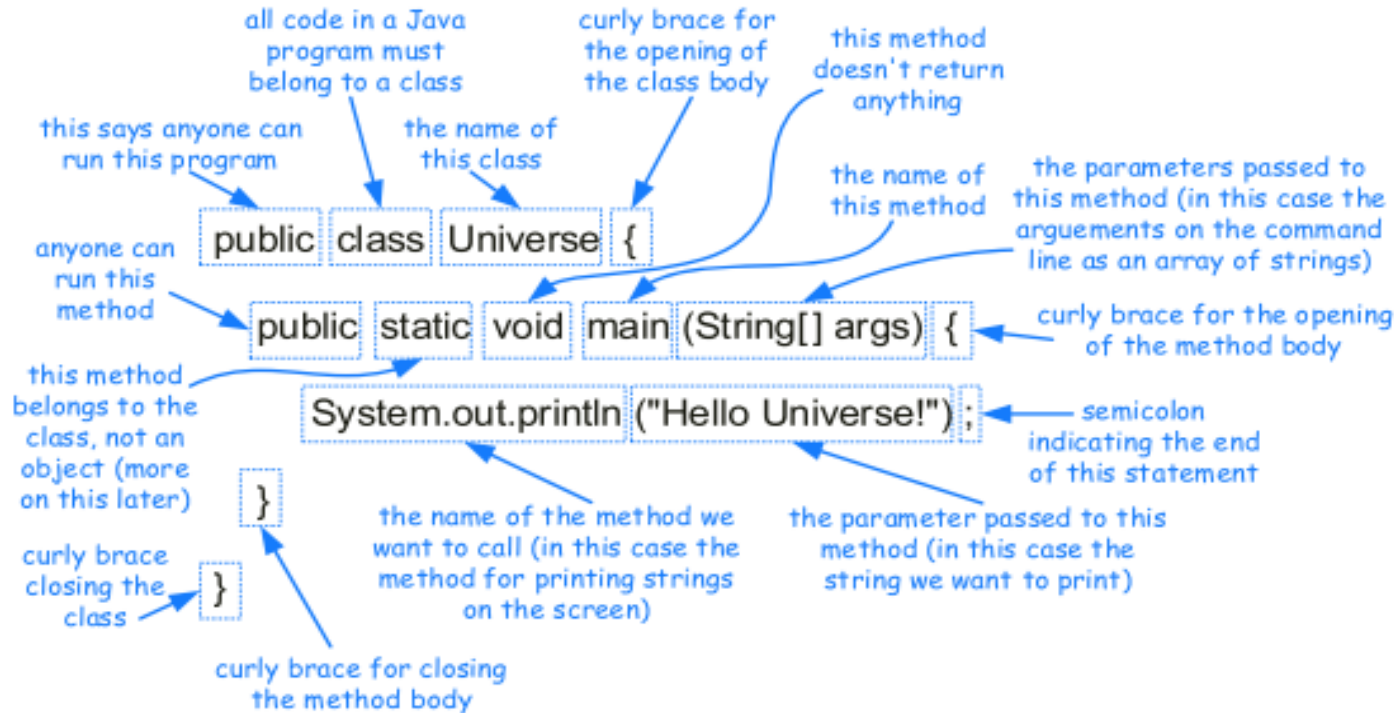 all code in a Java
program must
belong to a class
curly brace for
the opening of
the class body
this method
doesn't return
anything
this says anyone can
run this program
the name of
this class
the name of
this method
the parameters passed to
this method (in this case the
arguements on the command
line as an array of strings)
public class Universe {
anyone can
run this
method
public static void main (String[] args) {
curly brace for the opening
of the method body
this method
belongs to the
class, not an
object (more
on this later)
System.out.println ("Hello Universe!") ;
semicolon
indicating the end
of this statement
}
the name of the method we
want to call (in this case the
method for printing strings
on the screen)
the parameter passed to this
method (in this case the
string we want to print)
curly brace
closing the
class
}
curly brace for closing
the method body